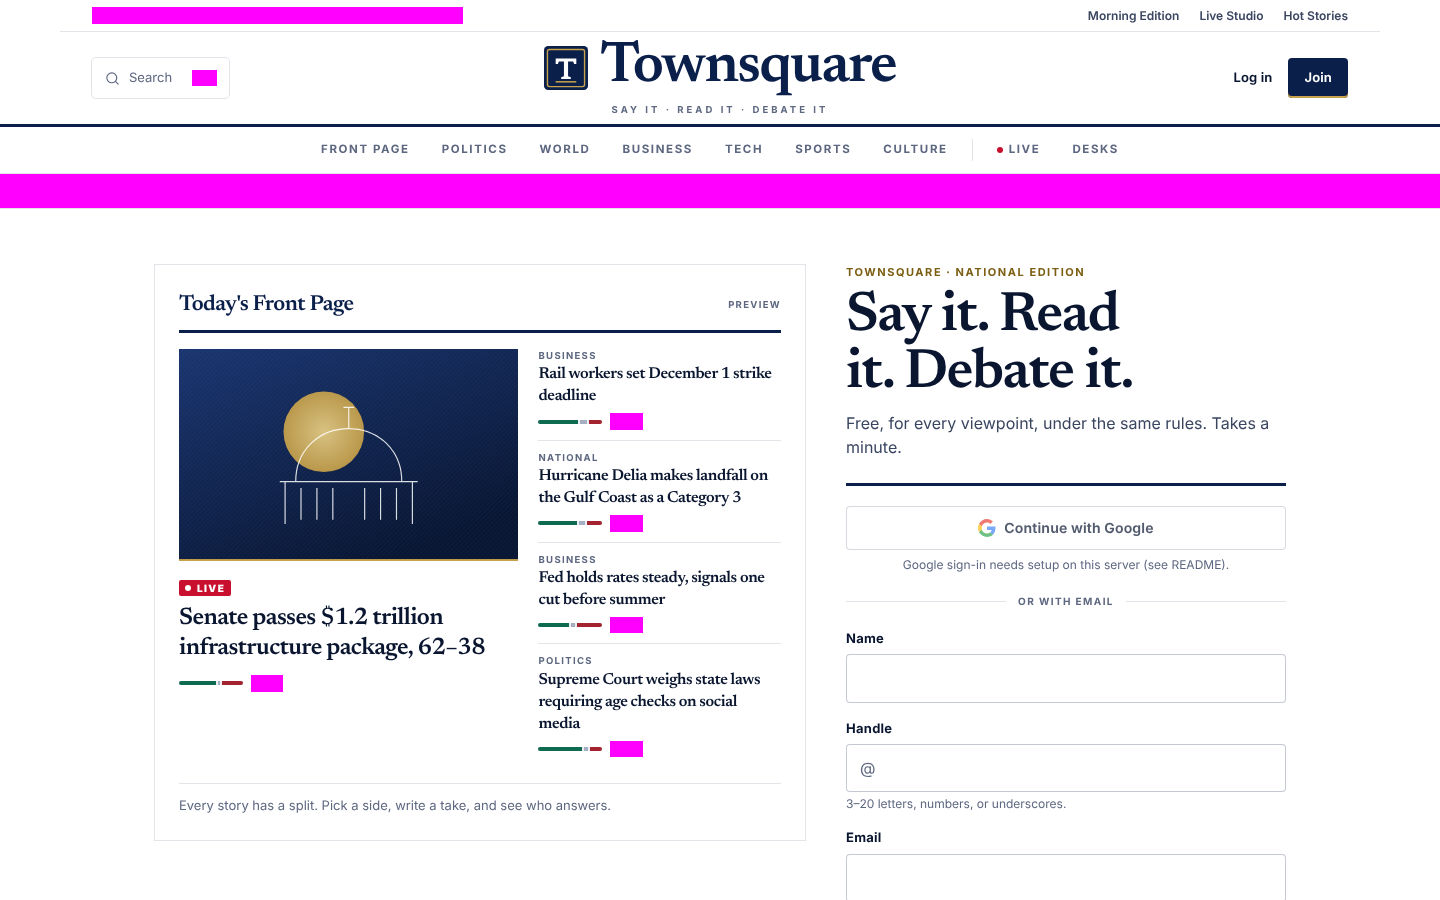 Morning Edition Live Studio Hot Stories
Search
T Townsquare
Log in Join
SAY IT · READ IT · DEBATE IT
FRONT PAGE POLITICS WORLD BUSINESS TECH SPORTS CULTURE LIVE DESKS
Today's Front Page
PREVIEW
LIVE
Senate passes $1.2 trillion
infrastructure package, 62–38
BUSINESS
Rail workers set December 1 strike
deadline
NATIONAL
Hurricane Delia makes landfall on
the Gulf Coast as a Category 3
BUSINESS
Fed holds rates steady, signals one
cut before summer
POLITICS
Supreme Court weighs state laws
requiring age checks on social
media
Every story has a split. Pick a side, write a take, and see who answers.
TOWNSQUARE · NATIONAL EDITION
Say it. Read
it. Debate it.
Free, for every viewpoint, under the same rules. Takes a
minute.
Continue with Google
Google sign-in needs setup on this server (see README).
OR WITH EMAIL
Name
Handle
@
3–20 letters, numbers, or underscores.
Email